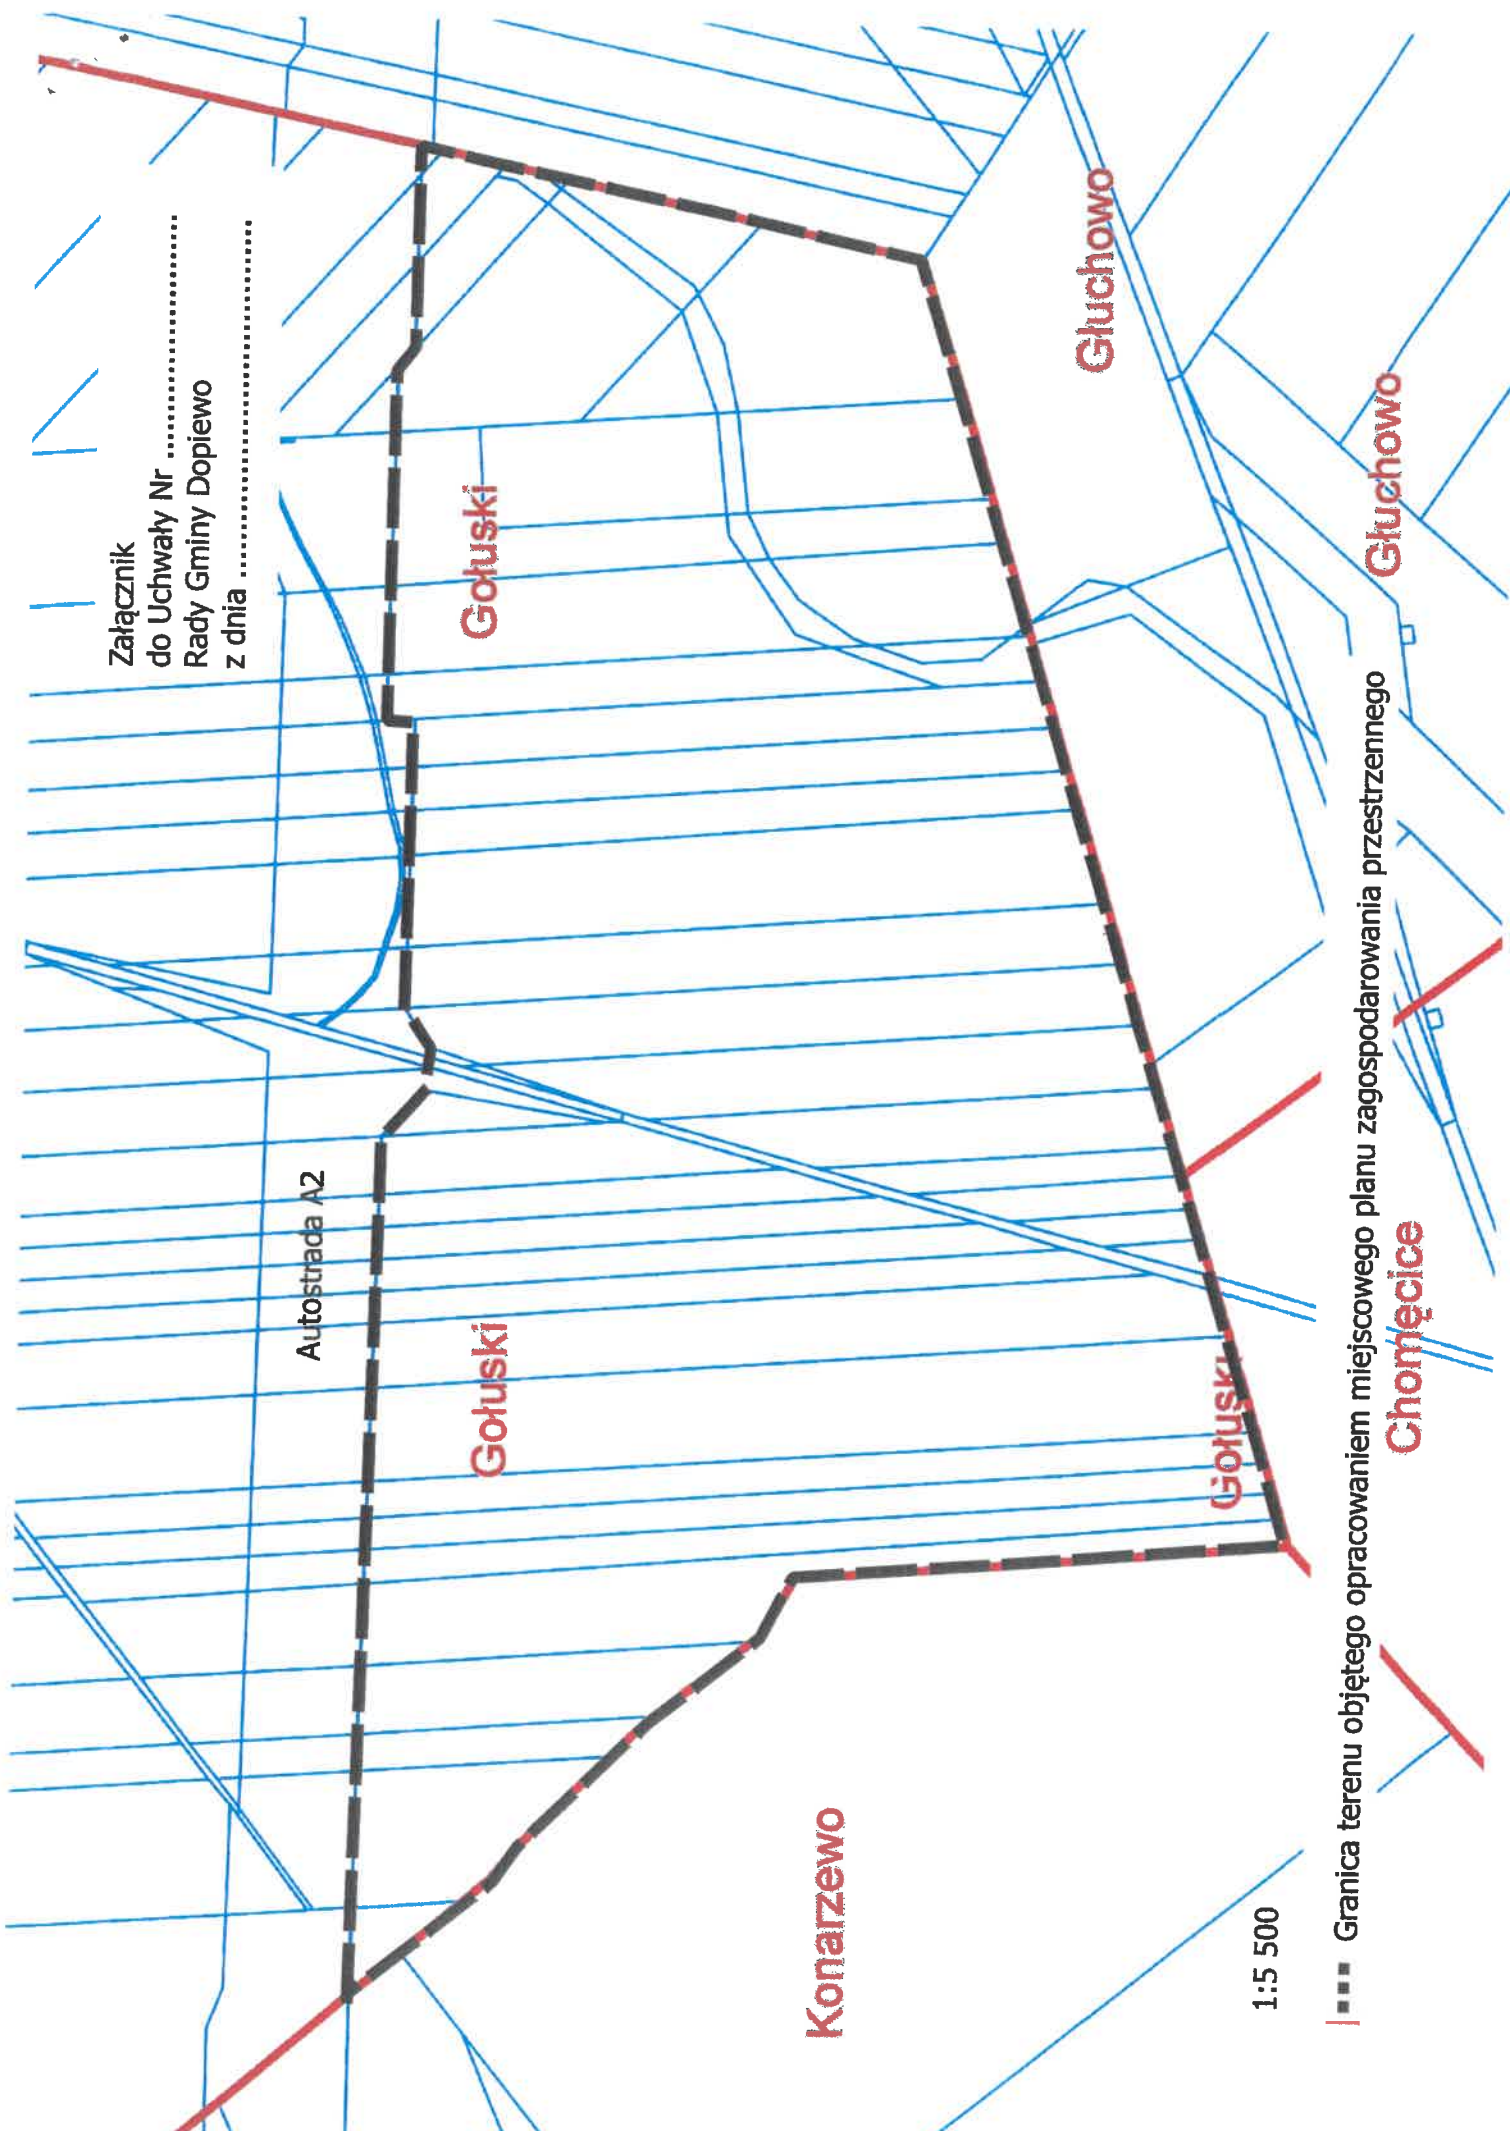 Załącznik
do Uchwały Nr ................................
Rady Gminy Dopiewo
z dnia ..............................................
Autostrada A2
Gołuski
Gołuski
Gołuski
Głuchowo
Głuchowo
Konarzewo
Chomęcice
1:5 500
Granica terenu objętego opracowaniem miejscowego planu zagospodarowania przestrzennego